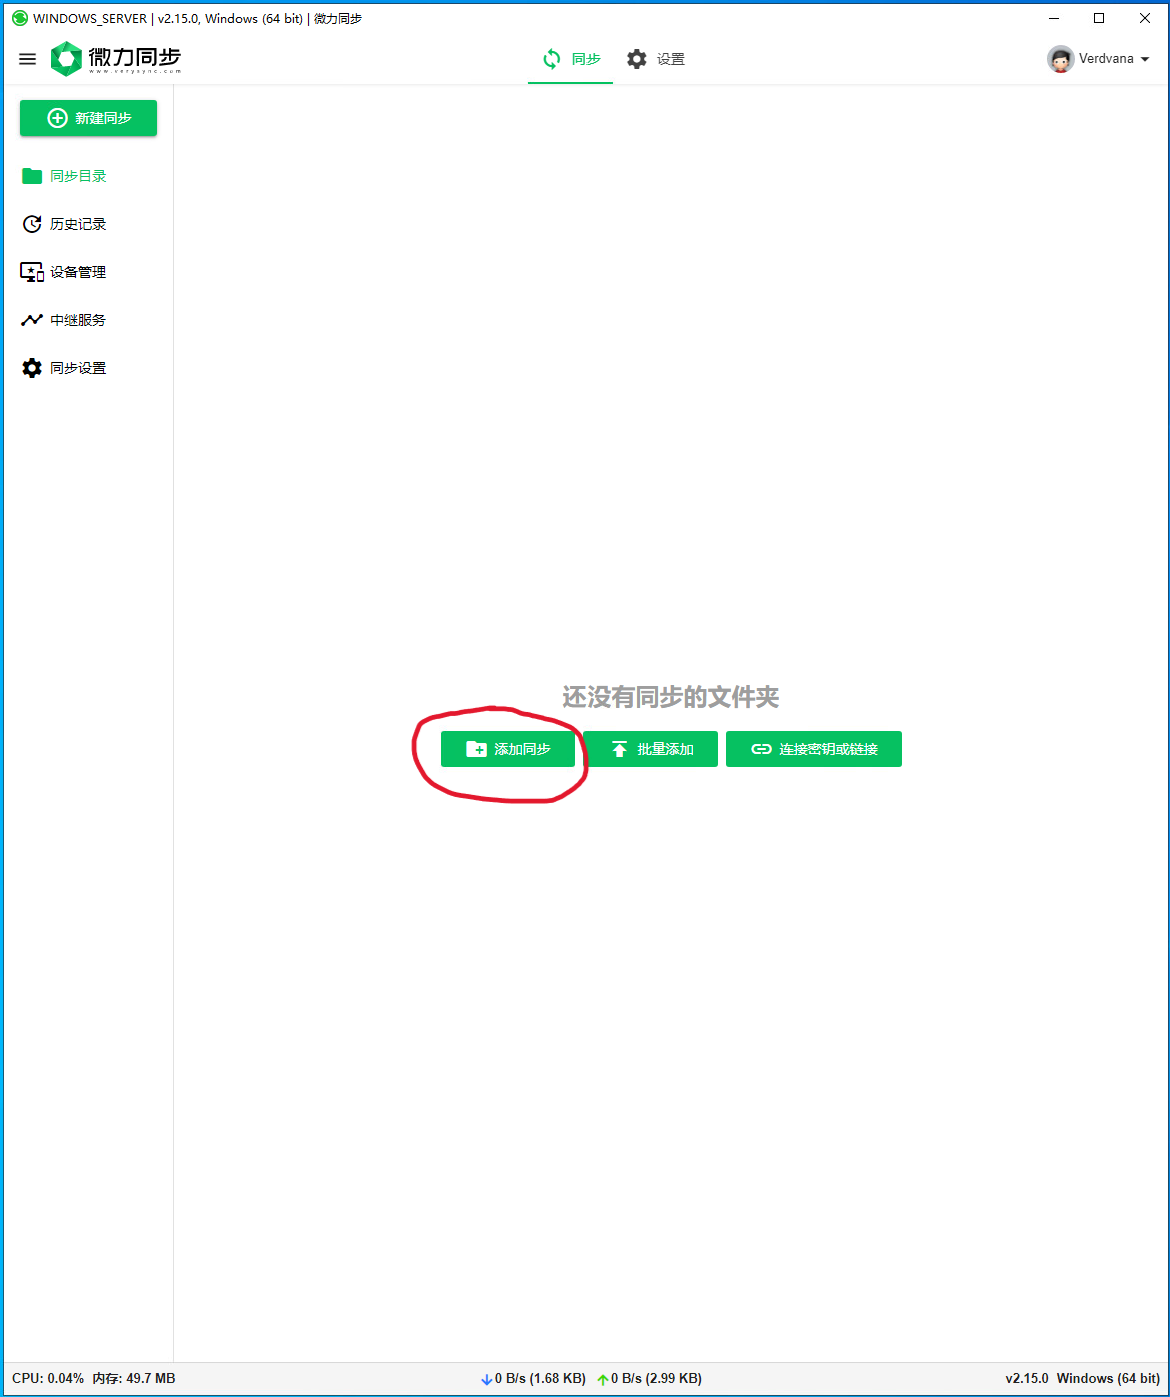 WINDOWS_SERVER | v2.15.0, Windows (64 bit) | 微力同步
微力同步
www.verysync.com
同步
设置
Verdvana
新建同步
同步目录
历史记录
设备管理
中继服务
同步设置
还没有同步的文件夹
添加同步
批量添加
连接密钥或链接
CPU: 0.04% 内存: 49.7 MB
0 B/s (1.68 KB)
0 B/s (2.99 KB)
v2.15.0 Windows (64 bit)